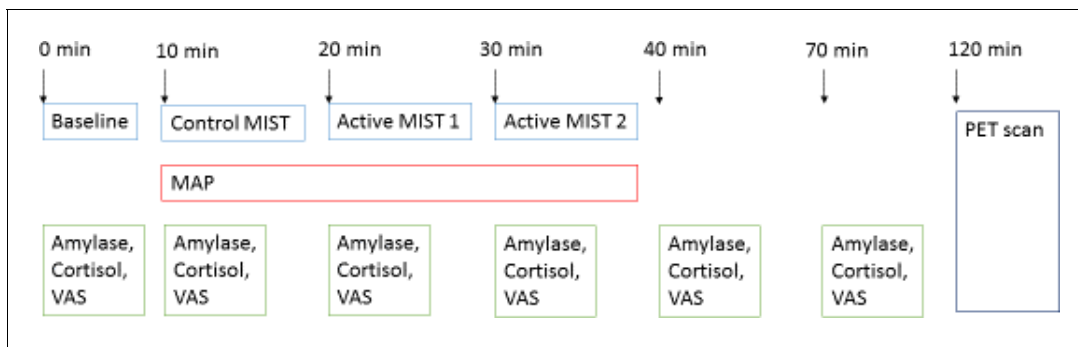 0 min
10 min
20 min
30 min
40 min
70 min
120 min
Baseline
Control MIST
Active MIST 1
Active MIST 2
PET scan
MAP
Amylase,
Cortisol,
VAS
Amylase,
Cortisol,
VAS
Amylase,
Cortisol,
VAS
Amylase,
Cortisol,
VAS
Amylase,
Cortisol,
VAS
Amylase,
Cortisol,
VAS